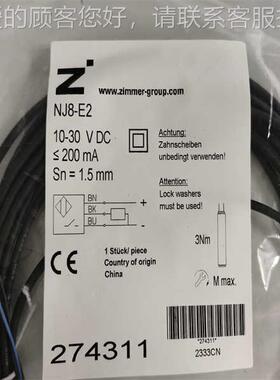 的客户您好，请联系客服
Z
www.zimmer-group.com
NJ8-E2
10-30 V DC
≤ 200 mA
Sn = 1.5 mm
Achtung:
Zahnscheiben
unbedingt verwenden!
Attention:
Lock washers
must be used!
BN
BK
BU
+
-
3Nm
M max.
CE
1 Stück/ piece
Country of origin
China
274311
*274311*
2333CN